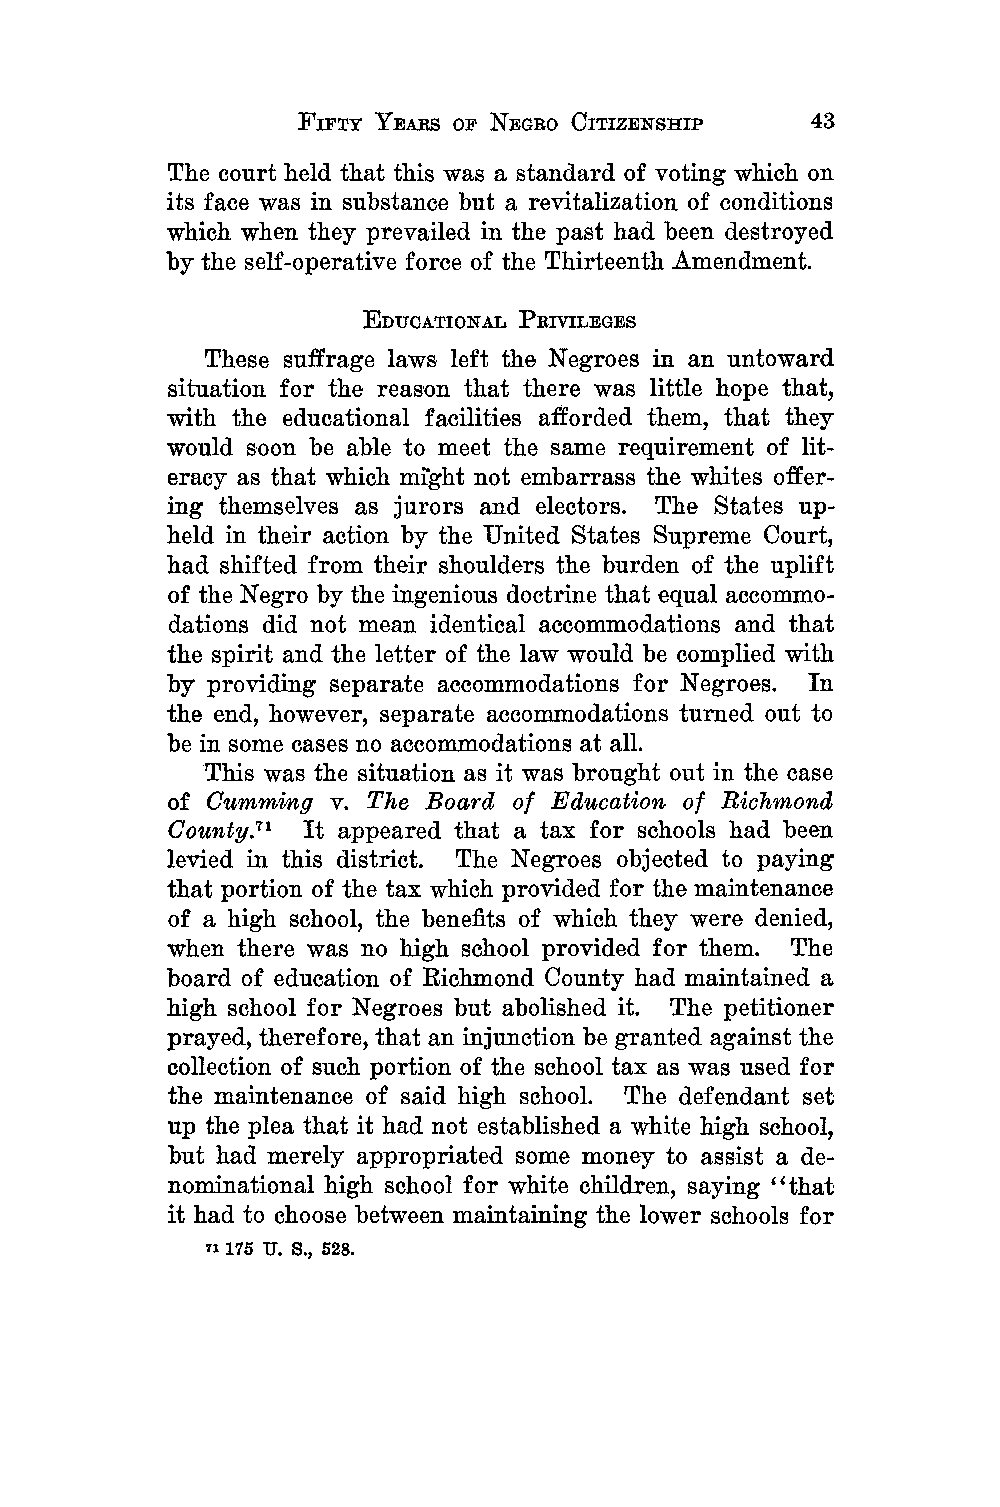 FIFTY YEARS OF NEGRO CITIZENSHIP 43
The court held that this was a standard of voting which on
its face was in substance but a revitalization of conditions
which when they prevailed in the past had been destroyed
by the self-operative force of the Thirteenth Amendment.
EDUCATIONAL PRIVILEGES
These suffrage laws left the Negroes in an untoward
situation for the reason that there was little hope that,
with the educational facilities afforded them, that they
would soon be able to meet the same requirement of lit-
eracy as that which might not embarrass the whites offer-
ing themselves as jurors and electors. The States up-
held in their action by the United States Supreme Court,
had shifted from their shoulders the burden of the uplift
of the Negro by the ingenious doctrine that equal accommo-
dations did not mean identical accommodations and that
the spirit and the letter of the law would be complied with
by providing separate accommodations for Negroes. In
the end, however, separate accommodations turned out to
be in some cases no accommodations at all.
This was the situation as it was brought out in the case
of Cumming v. The Board of Education of Richmond
County.⁷¹ It appeared that a tax for schools had been
levied in this district. The Negroes objected to paying
that portion of the tax which provided for the maintenance
of a high school, the benefits of which they were denied,
when there was no high school provided for them. The
board of education of Richmond County had maintained a
high school for Negroes but abolished it. The petitioner
prayed, therefore, that an injunction be granted against the
collection of such portion of the school tax as was used for
the maintenance of said high school. The defendant set
up the plea that it had not established a white high school,
but had merely appropriated some money to assist a de-
nominational high school for white children, saying "that
it had to choose between maintaining the lower schools for
⁷¹ 175 U. S., 528.